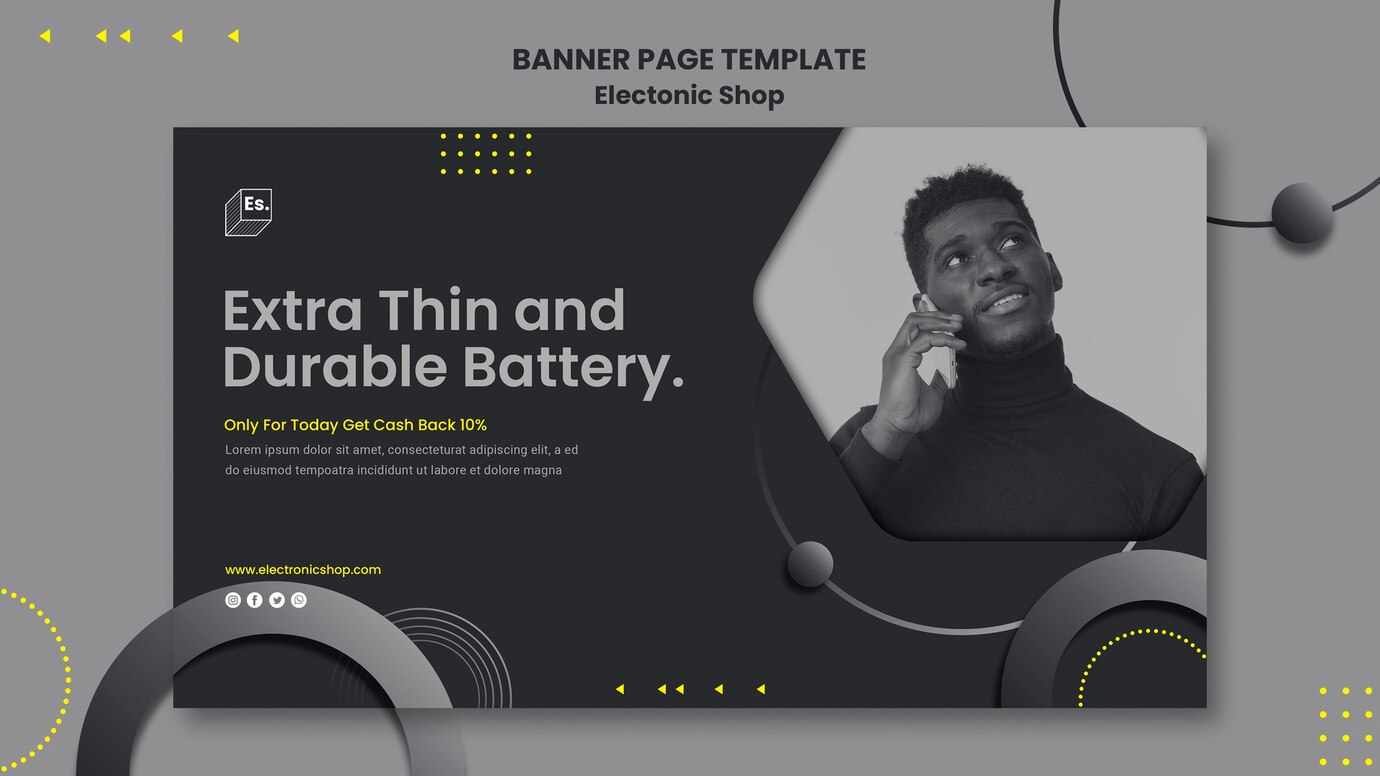 BANNER PAGE TEMPLATE
Electonic Shop
Es.
Extra Thin and
Durable Battery.
Only For Today Get Cash Back 10%
Lorem ipsum dolor sit amet, consecteturat adipiscing elit, a ed
do eiusmod tempoatra incididunt ut labore et dolore magna
www.electronicshop.com